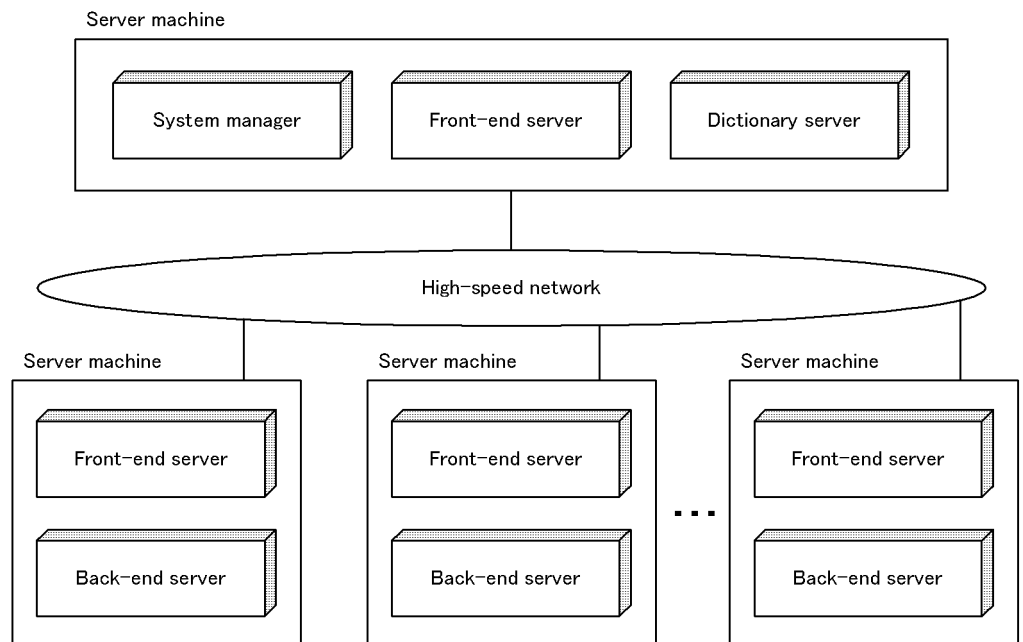 Server machine
System manager
Front-end server
Dictionary server
High-speed network
Server machine
Server machine
Server machine
Front-end server
Front-end server
Front-end server
...
Back-end server
Back-end server
Back-end server